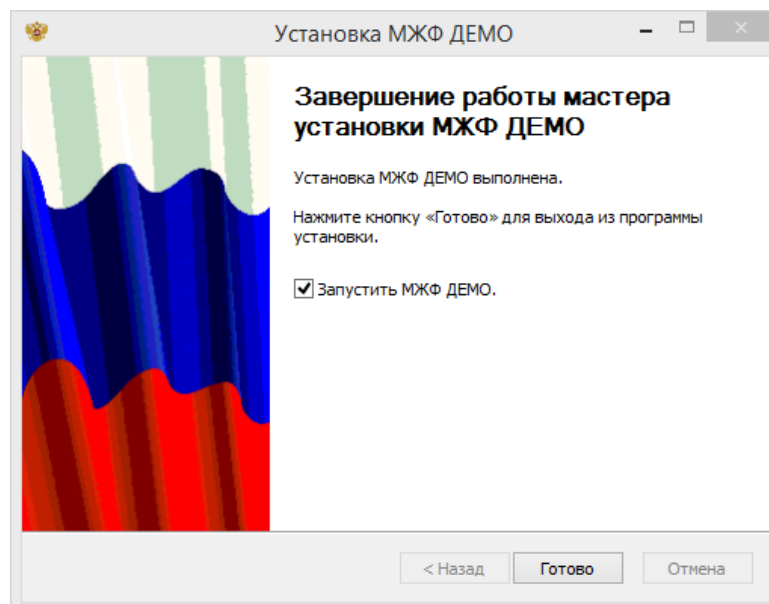 Установка МЖФ ДЕМО
Завершение работы мастера
установки МЖФ ДЕМО
Установка МЖФ ДЕМО выполнена.
Нажмите кнопку «Готово» для выхода из программы
установки.
Запустить МЖФ ДЕМО.
< Назад
Готово
Отмена